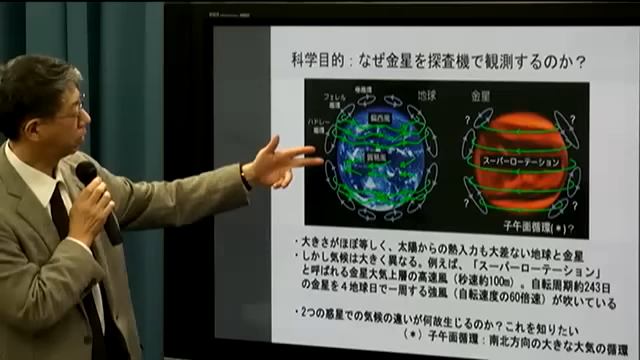 科学目的：なぜ金星を探査機で観測するのか？
極循環
フェレル
循環
ハドレー
循環
地球
金星
偏西風
貿易風
？
？
スーパーローテーション
？
？
子午面循環(*)？
・大きさがほぼ等しく、太陽からの熱入力も大差ない地球と金星
・しかし気候は大きく異なる。例えば、「スーパーローテーション」
と呼ばれる金星大気上層の高速風（秒速約100m）。自転周期約243日
の金星を４地球日で一周する強風（自転速度の60倍速）が吹いている
・2つの惑星での気候の違いが何故生じるのか？これを知りたい
（＊）子午面循環：南北方向の大きな大気の循環